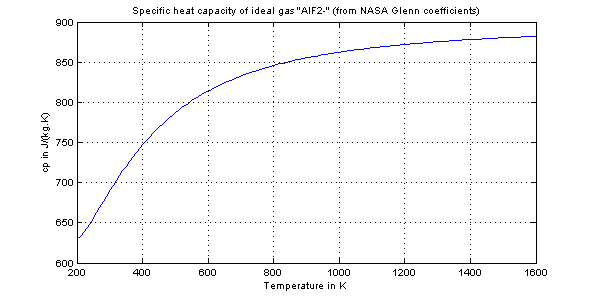 Specific heat capacity of ideal gas "AlF2-" (from NASA Glenn coefficients)
900
850
800
750
700
650
600
cp in J/(kg.K)
200 400 600 800 1000 1200 1400 1600
Temperature in K